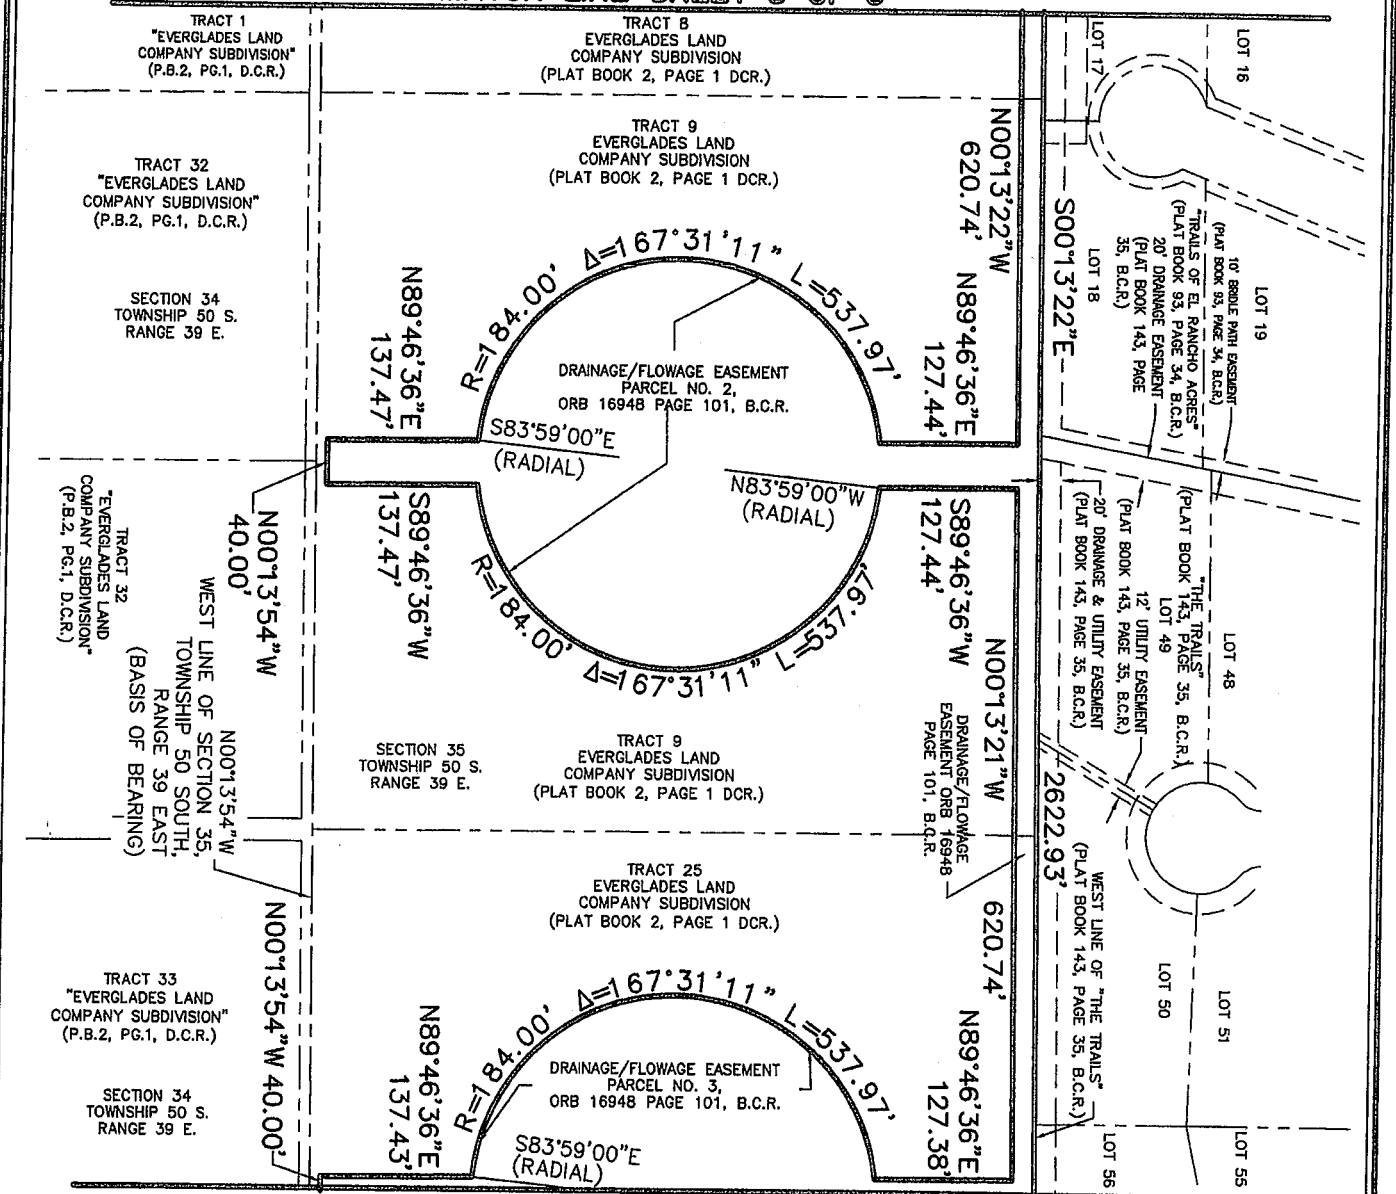 MATCH LINE SHEET 3 OF 6
TRACT 1
"EVERGLADES LAND
COMPANY SUBDIVISION"
(P.B.2, PG.1, D.C.R.)
TRACT 8
EVERGLADES LAND
COMPANY SUBDIVISION
(PLAT BOOK 2, PAGE 1 DCR.)
LOT 17
LOT 16
TRACT 32
"EVERGLADES LAND
COMPANY SUBDIVISION"
(P.B.2, PG.1, D.C.R.)
TRACT 9
EVERGLADES LAND
COMPANY SUBDIVISION
(PLAT BOOK 2, PAGE 1 DCR.)
N00°13'22"W
620.74'
S00°13'22"E
LOT 18
20' DRAINAGE EASEMENT
(PLAT BOOK 143, PAGE
35, B.C.R.)
"TRAILS OF EL RANCHO ACRES"
(PLAT BOOK 93, PAGE 34, B.C.R.)
10' BRIDLE PATH EASEMENT
(PLAT BOOK 93, PAGE 34, B.C.R.)
LOT 19
SECTION 34
TOWNSHIP 50 S.
RANGE 39 E.
N89°46'36"E
137.47'
R=184.00' Δ=167°31'11" L=537.97'
N89°46'36"E
127.44'
DRAINAGE/FLOWAGE EASEMENT
PARCEL NO. 2,
ORB 16948 PAGE 101, B.C.R.
S83°59'00"E
(RADIAL)
N83°59'00"W
(RADIAL)
TRACT 32
"EVERGLADES LAND
COMPANY SUBDIVISION"
(P.B.2, PG.1, D.C.R.)
N00°13'54"W
40.00'
S89°46'36"W
137.47'
R=184.00' Δ=167°31'11" L=537.97'
S89°46'36"W
127.44'
20' DRAINAGE & UTILITY EASEMENT
(PLAT BOOK 143, PAGE 35, B.C.R.)
12' UTILITY EASEMENT
(PLAT BOOK 143, PAGE 35, B.C.R.)
"THE TRAILS"
(PLAT BOOK 143, PAGE 35, B.C.R.)
LOT 49
LOT 48
N00°13'54"W
WEST LINE OF SECTION 35,
TOWNSHIP 50 SOUTH,
RANGE 39 EAST
(BASIS OF BEARING)
SECTION 35
TOWNSHIP 50 S.
RANGE 39 E.
TRACT 9
EVERGLADES LAND
COMPANY SUBDIVISION
(PLAT BOOK 2, PAGE 1 DCR.)
N00°13'21"W
620.74'
DRAINAGE/FLOWAGE
EASEMENT ORB 16948
PAGE 101, B.C.R.
2622.93'
TRACT 25
EVERGLADES LAND
COMPANY SUBDIVISION
(PLAT BOOK 2, PAGE 1 DCR.)
WEST LINE OF "THE TRAILS"
(PLAT BOOK 143, PAGE 35, B.C.R.)
LOT 50
LOT 51
TRACT 33
"EVERGLADES LAND
COMPANY SUBDIVISION"
(P.B.2, PG.1, D.C.R.)
N00°13'54"W 40.00'
N89°46'36"E
137.43'
R=184.00' Δ=167°31'11" L=537.97'
N89°46'36"E
127.38'
DRAINAGE/FLOWAGE EASEMENT
PARCEL NO. 3,
ORB 16948 PAGE 101, B.C.R.
SECTION 34
TOWNSHIP 50 S.
RANGE 39 E.
S83°59'00"E
(RADIAL)
LOT 56
LOT 55